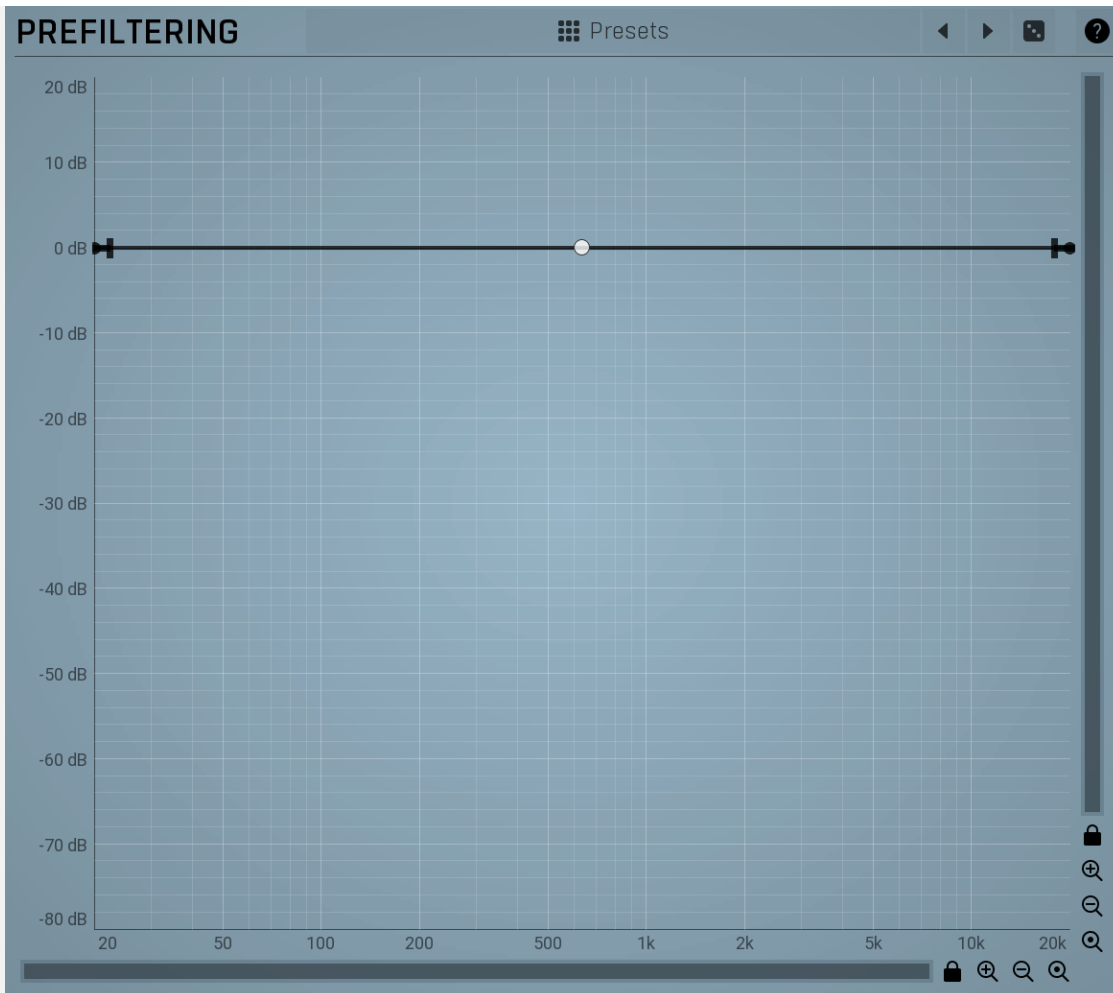 PREFILTERING
Presets
?
20 dB
10 dB
0 dB
-10 dB
-20 dB
-30 dB
-40 dB
-50 dB
-60 dB
-70 dB
-80 dB
20 50 100 200 500 1k 2k 5k 10k 20k